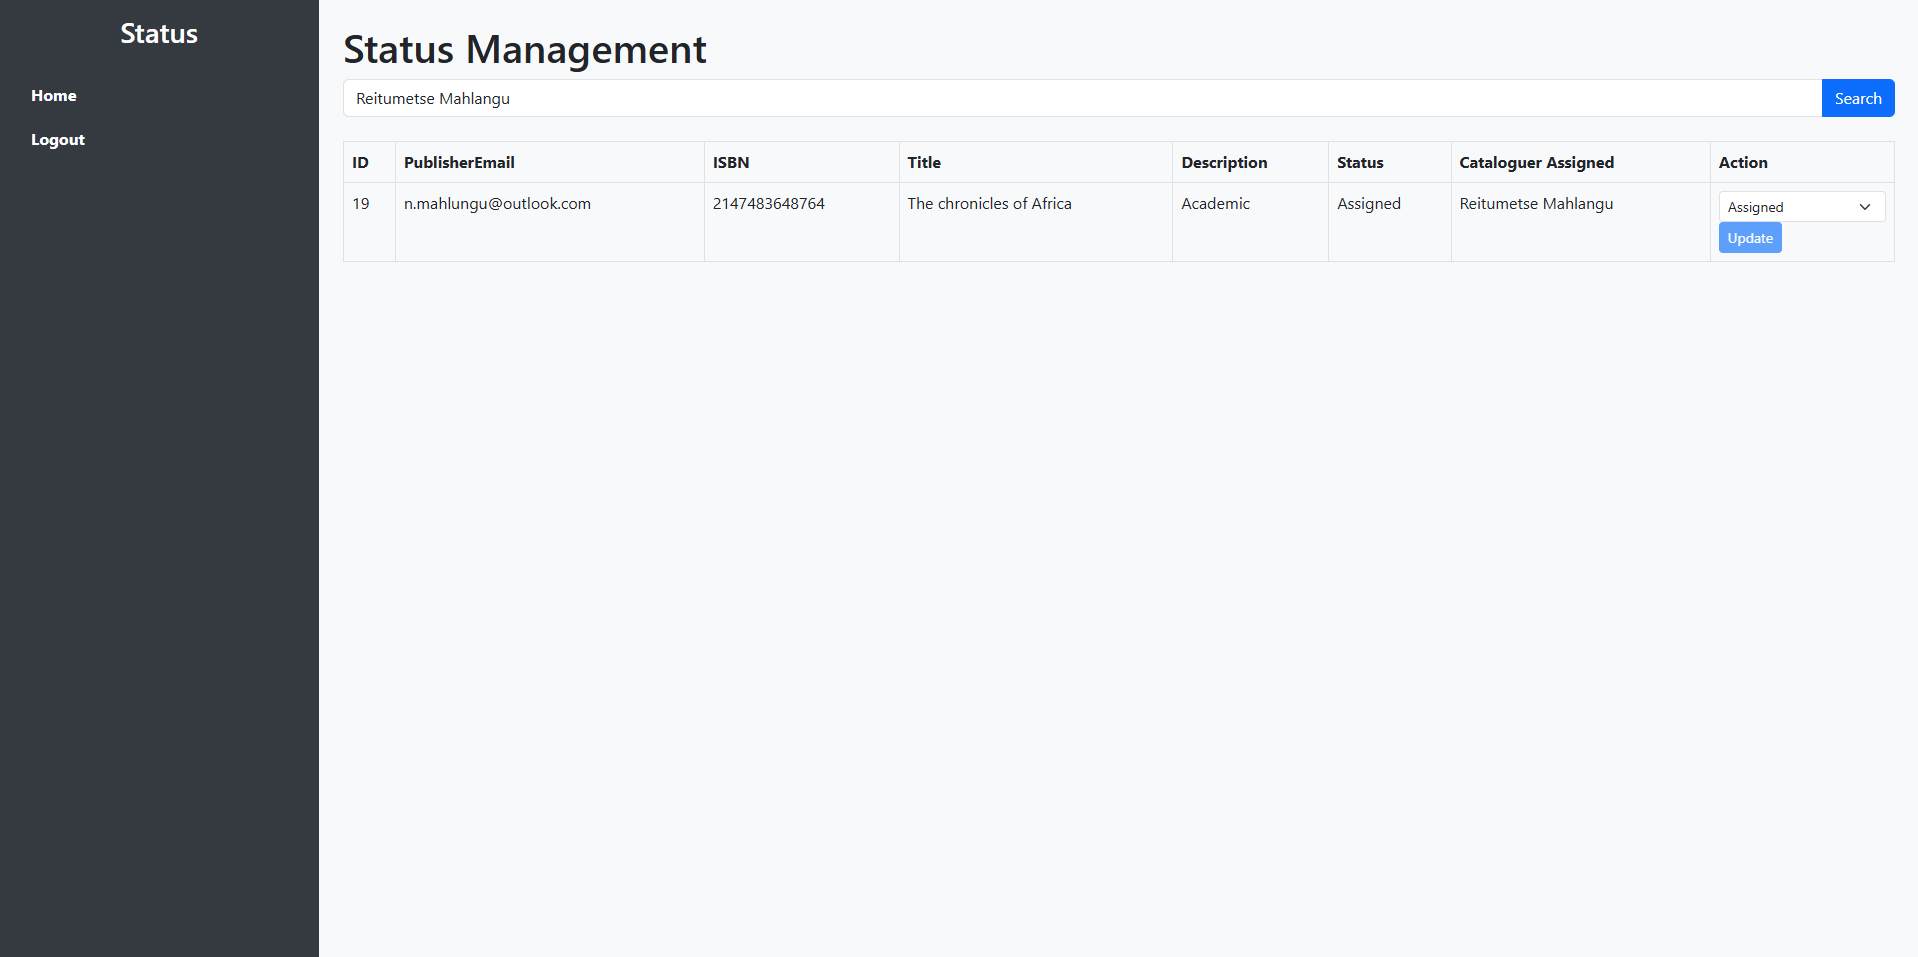 Status
Home
Logout
Status Management
Reitumetse Mahlangu
Search
ID PublisherEmail ISBN Title Description Status Cataloguer Assigned Action
19 n.mahlungu@outlook.com 2147483648764 The chronicles of Africa Academic Assigned Reitumetse Mahlangu Assigned
Update